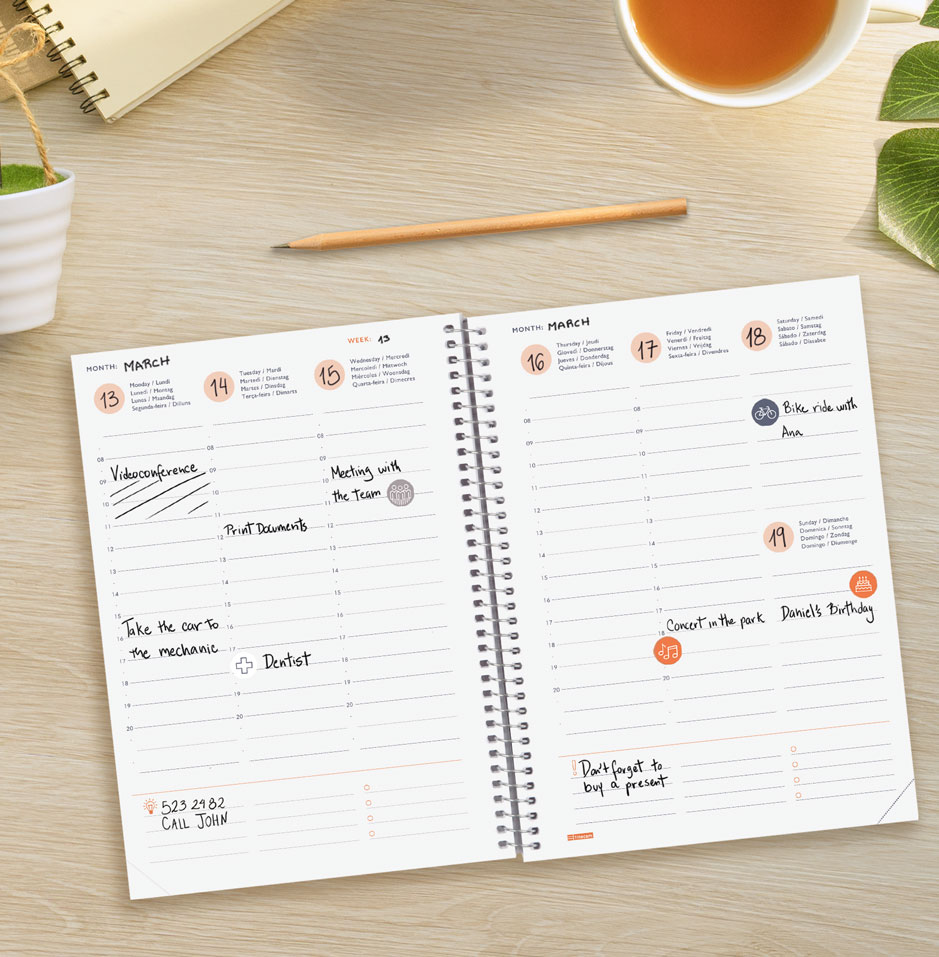 MONTH: MARCH
WEEK: 13
13
Monday / Lundi
Lunedì / Montag
Lunes / Maandag
Segunda-feira / Dilluns
14
Tuesday / Mardi
Martedì / Dienstag
Martes / Dinsdag
Terça-feira / Dimarts
15
Wednesday / Mercredi
Mercoledì / Mittwoch
Miércoles / Woensdag
Quarta-feira / Dimecres
08
09
10
11
12
13
14
15
16
17
18
19
20
Videoconference
Take the car to
the mechanic
08
09
10
11
12
13
14
15
16
17
18
19
20
Print Documents
Dentist
08
09
10
11
12
13
14
15
16
17
18
19
20
Meeting with
the Team
523 2482
CALL JOHN
MONTH: MARCH
16
Thursday / Jeudi
Giovedì / Donnerstag
Jueves / Donderdag
Quinta-feira / Dijous
17
Friday / Vendredi
Venerdì / Freitag
Viernes / Vrijdag
Sexta-feira / Divendres
18
Saturday / Samedi
Sabato / Samstag
Sábado / Zaterdag
Sábado / Dissabte
08
09
10
11
12
13
14
15
16
17
18
19
20
08
09
10
11
12
13
14
15
16
17
18
20
Concert in the park
Bike ride with
Ana
19
Sunday / Dimanche
Domenica / Sonntag
Domingo / Zondag
Domingo / Diumenge
Daniel's Birthday
Don't forget to
buy a present